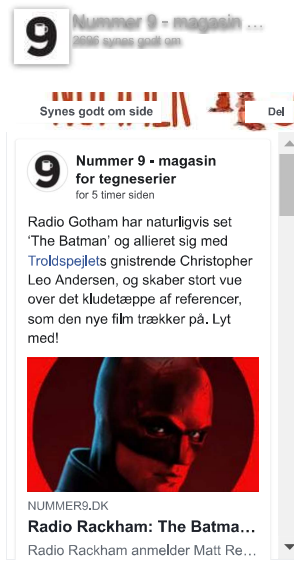 9
Nummer 9 - magasin ...
2696 synes godt om
Synes godt om side
Del
9
Nummer 9 - magasin
for tegneserier
for 5 timer siden
Radio Gotham har naturligvis set
'The Batman' og allieret sig med
Troldspejlets gnistrende Christopher
Leo Andersen, og skaber stort vue
over det kludetæppe af referencer,
som den nye film trækker på. Lyt
med!
NUMMER9.DK
Radio Rackham: The Batma...
Radio Rackham anmelder Matt Re...